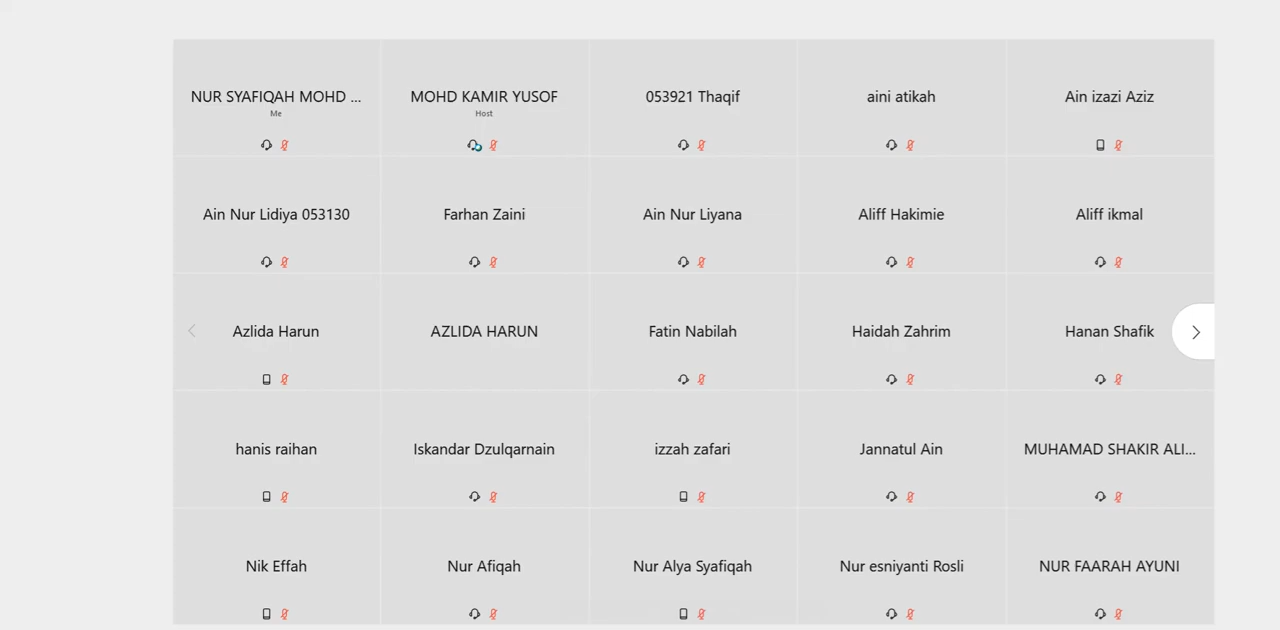 NUR SYAFIQAH MOHD ...
Me
MOHD KAMIR YUSOF
Host
053921 Thaqif
aini atikah
Ain izazi Aziz
Ain Nur Lidiya 053130
Farhan Zaini
Ain Nur Liyana
Aliff Hakimie
Aliff ikmal
Azlida Harun
AZLIDA HARUN
Fatin Nabilah
Haidah Zahrim
Hanan Shafik
hanis raihan
Iskandar Dzulqarnain
izzah zafari
Jannatul Ain
MUHAMAD SHAKIR ALI...
Nik Effah
Nur Afiqah
Nur Alya Syafiqah
Nur esniyanti Rosli
NUR FAARAH AYUNI